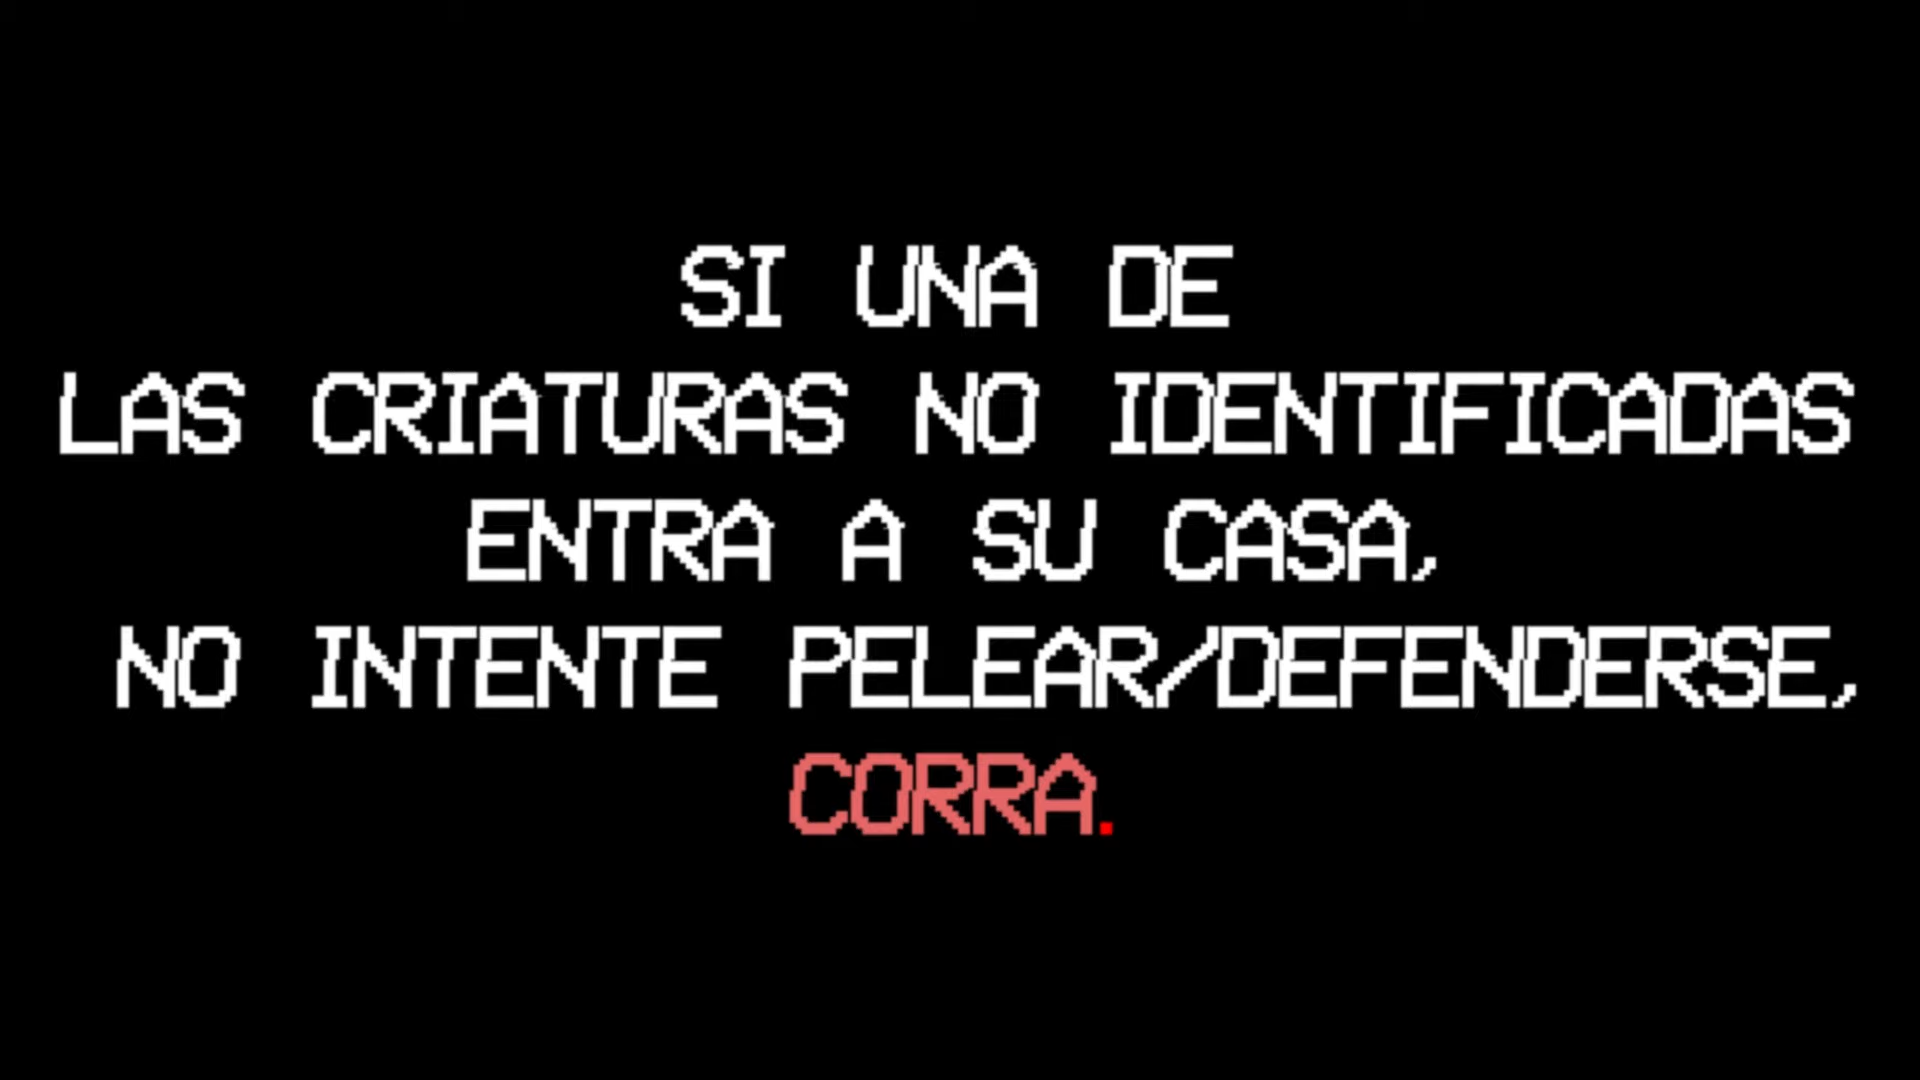 SI UNA DE
LAS CRIATURAS NO IDENTIFICADAS
ENTRA A SU CASA,
NO INTENTE PELEAR/DEFENDERSE,
CORRA.